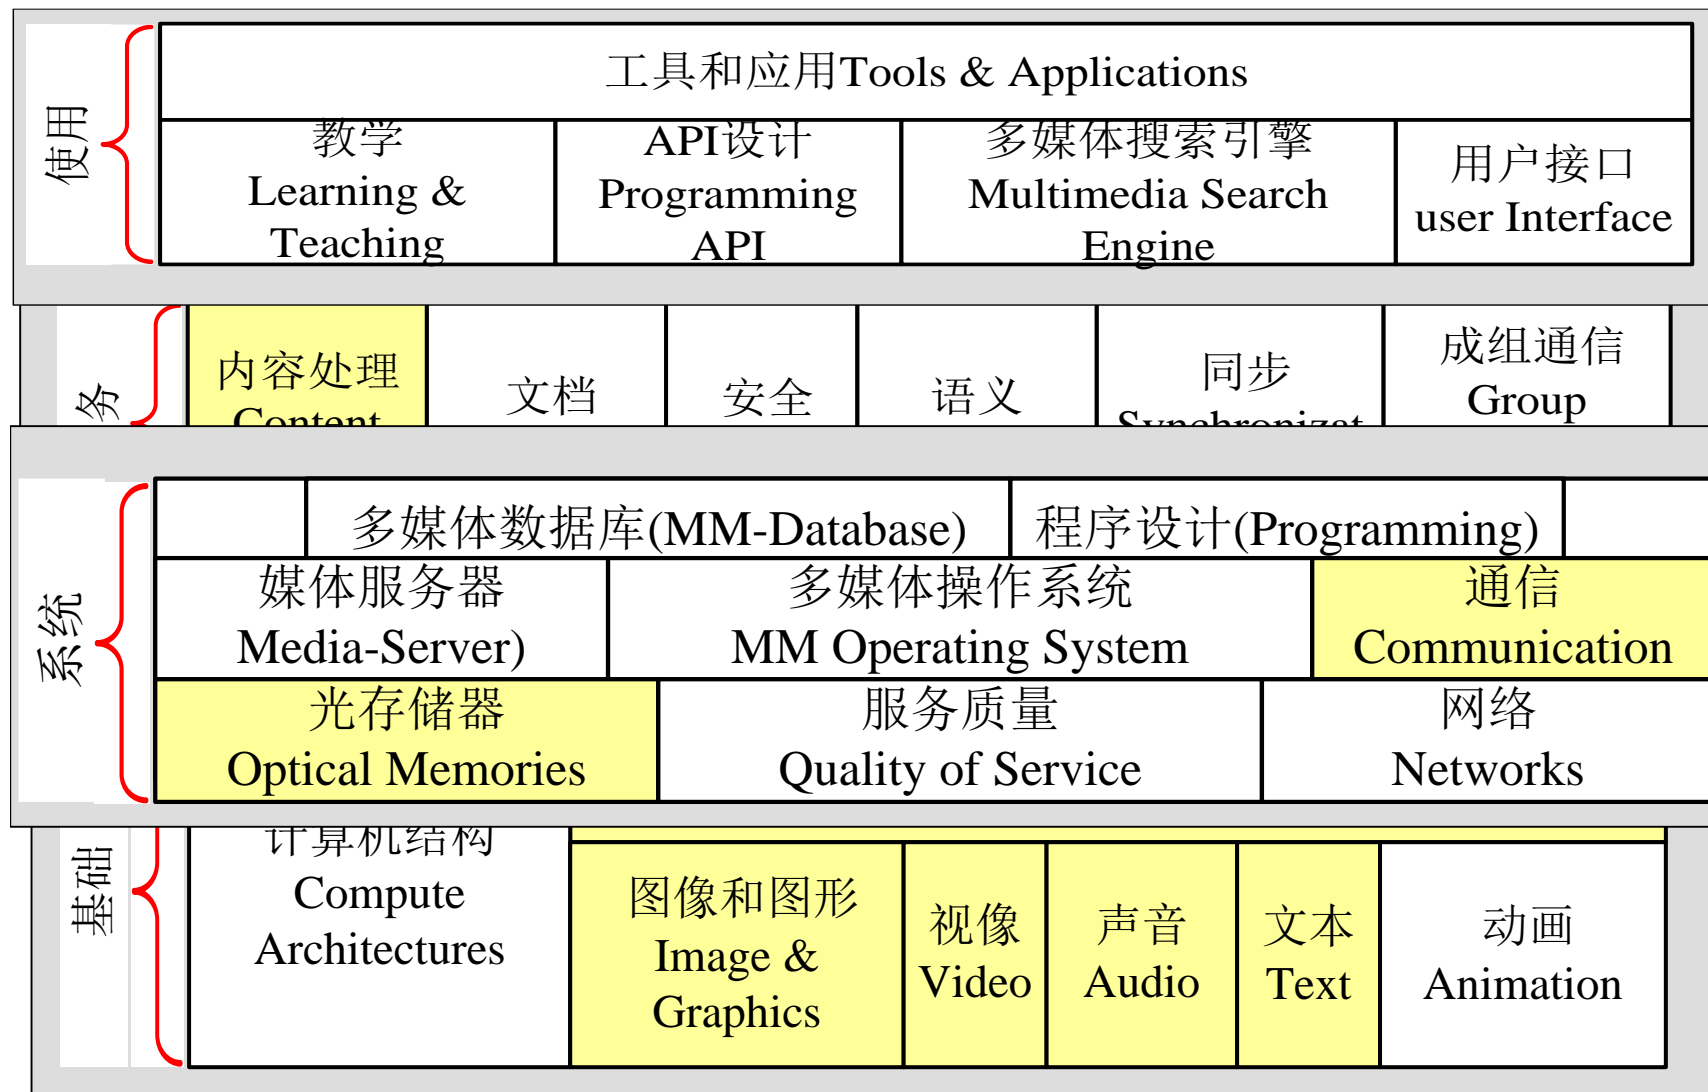 使用
工具和应用Tools & Applications
教学
Learning &
Teaching
API设计
Programming
API
多媒体搜索引擎
Multimedia Search
Engine
用户接口
user Interface
务
内容处理
Content
文档
安全
语义
同步
Synchronizat
成组通信
Group
系统
多媒体数据库(MM-Database)
程序设计(Programming)
媒体服务器
Media-Server)
多媒体操作系统
MM Operating System
通信
Communication
光存储器
Optical Memories
服务质量
Quality of Service
网络
Networks
基础
计算机结构
Compute
Architectures
图像和图形
Image &
Graphics
视像
Video
声音
Audio
文本
Text
动画
Animation